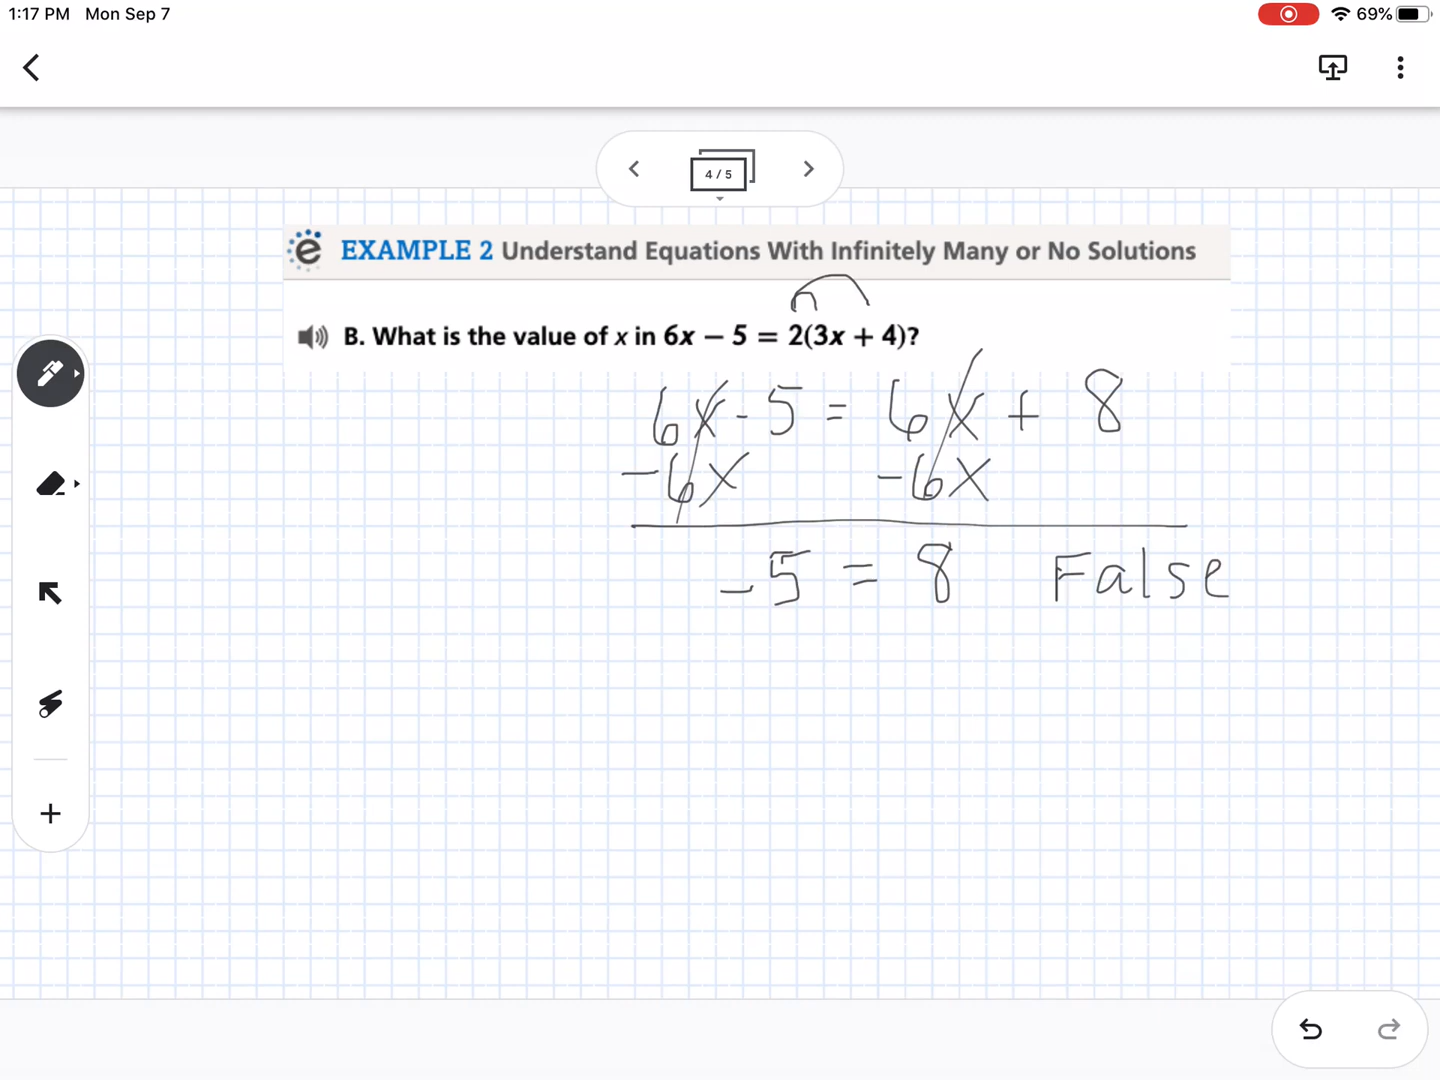 1:17 PM Mon Sep 7 69%
4 / 5
e EXAMPLE 2 Understand Equations With Infinitely Many or No Solutions
B. What is the value of x in 6x – 5 = 2(3x + 4)?
6x - 5 = 6x + 8
-6x -6x
-5 = 8 False